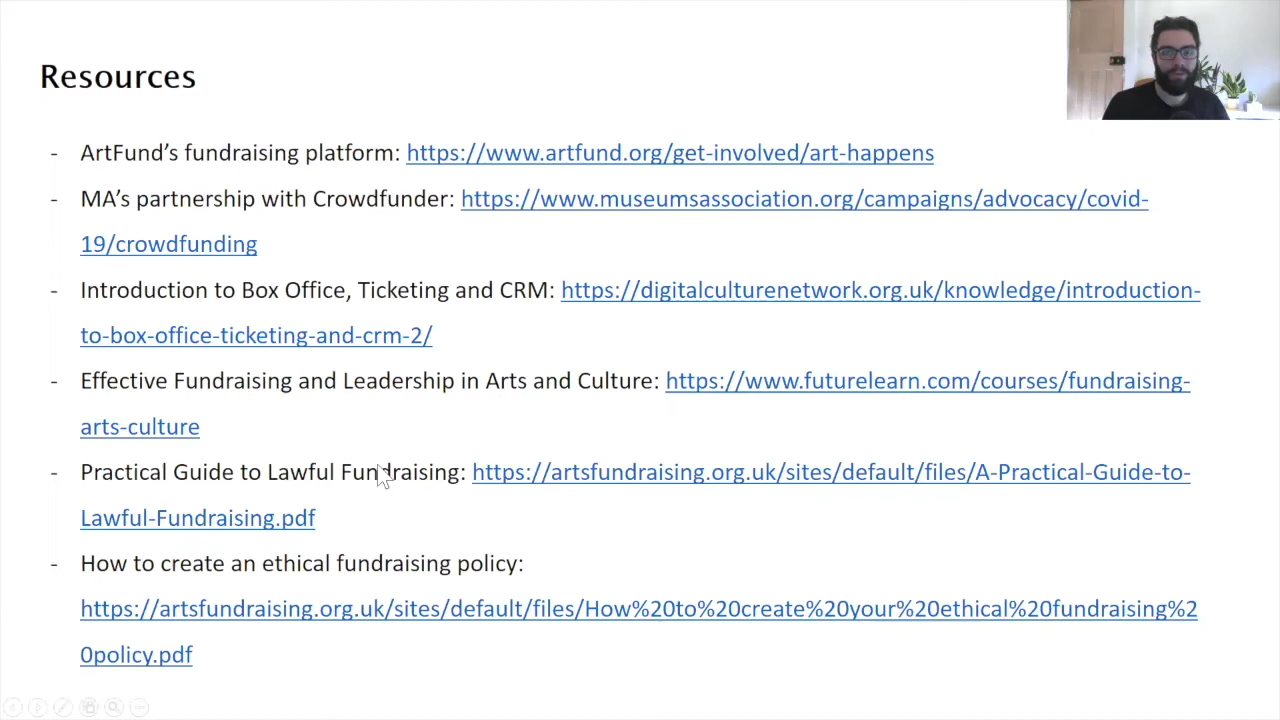 Resources
- ArtFund’s fundraising platform: https://www.artfund.org/get-involved/art-happens
- MA’s partnership with Crowdfunder: https://www.museumsassociation.org/campaigns/advocacy/covid-
19/crowdfunding
- Introduction to Box Office, Ticketing and CRM: https://digitalculturenetwork.org.uk/knowledge/introduction-
to-box-office-ticketing-and-crm-2/
- Effective Fundraising and Leadership in Arts and Culture: https://www.futurelearn.com/courses/fundraising-
arts-culture
- Practical Guide to Lawful Fundraising: https://artsfundraising.org.uk/sites/default/files/A-Practical-Guide-to-
Lawful-Fundraising.pdf
- How to create an ethical fundraising policy:
https://artsfundraising.org.uk/sites/default/files/How%20to%20create%20your%20ethical%20fundraising%2
0policy.pdf